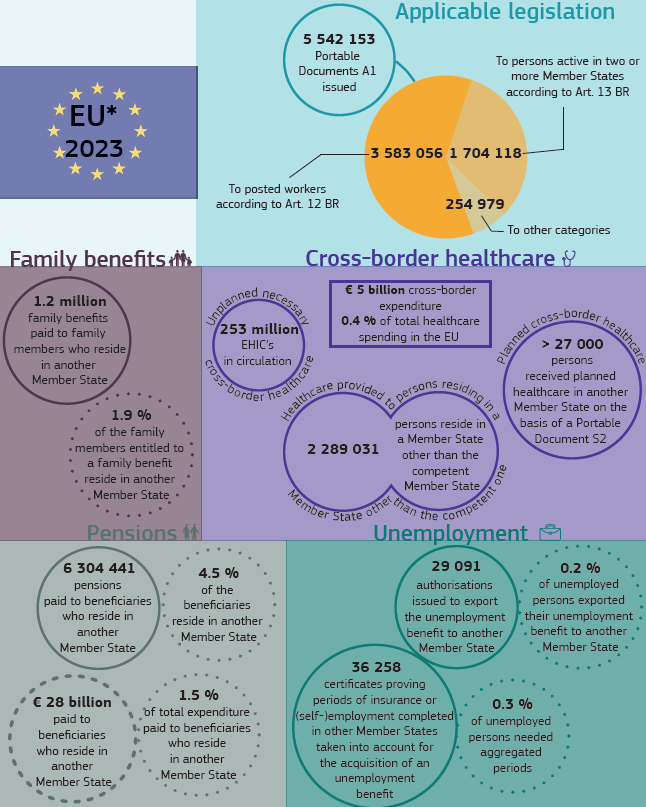 Applicable legislation
5 542 153
Portable
Documents A1
issued
To persons active in two or
more Member States
according to Art. 13 BR
EU*
2023
3 583 056
1 704 118
254 979
To posted workers
according to Art. 12 BR
To other categories
Family benefits
1.2 million
family benefits
paid to family
members who reside
in another
Member State
1.9 %
of the family
members entitled to
a family benefit
reside in another
Member State
Cross-border healthcare
Unplanned necessary
253 million
EHIC's
in circulation
cross-border healthcare
€ 5 billion cross-border
expenditure
0.4 % of total healthcare
spending in the EU
Planned cross-border healthcare
> 27 000
persons
received planned
healthcare in another
Member State on the
basis of a Portable
Document S2
Healthcare provided to persons residing in a
2 289 031
persons reside in
a Member State
other than the
competent
Member State
Member State other than the competent one
Pensions
6 304 441
pensions
paid to beneficiaries
who reside in
another
Member State
4.5 %
of the
beneficiaries
reside in another
Member State
€ 28 billion
paid to
beneficiaries
who reside in
another
Member State
1.5 %
of total expenditure
paid to beneficiaries
who reside
in another
Member State
Unemployment
29 091
authorisations
issued to export
the unemployment
benefit to another
Member State
0.2 %
of unemployed
persons exported
their unemployment
benefit to another
Member State
36 258
certificates proving
periods of insurance or
(self-)employment completed
in other Member States
taken into account for
the acquisition of an
unemployment
benefit
0.3 %
of unemployed
persons needed
aggregated
periods